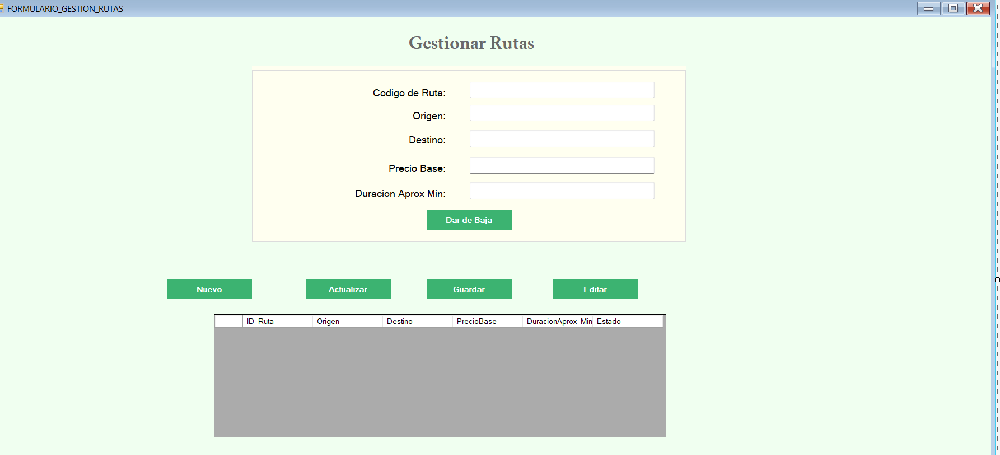 FORMULARIO_GESTION_RUTAS
Gestionar Rutas
Codigo de Ruta:
Origen:
Destino:
Precio Base:
Duracion Aprox Min:
Dar de Baja
Nuevo Actualizar Guardar Editar
ID_Ruta Origen Destino PrecioBase DuracionAprox_Min Estado